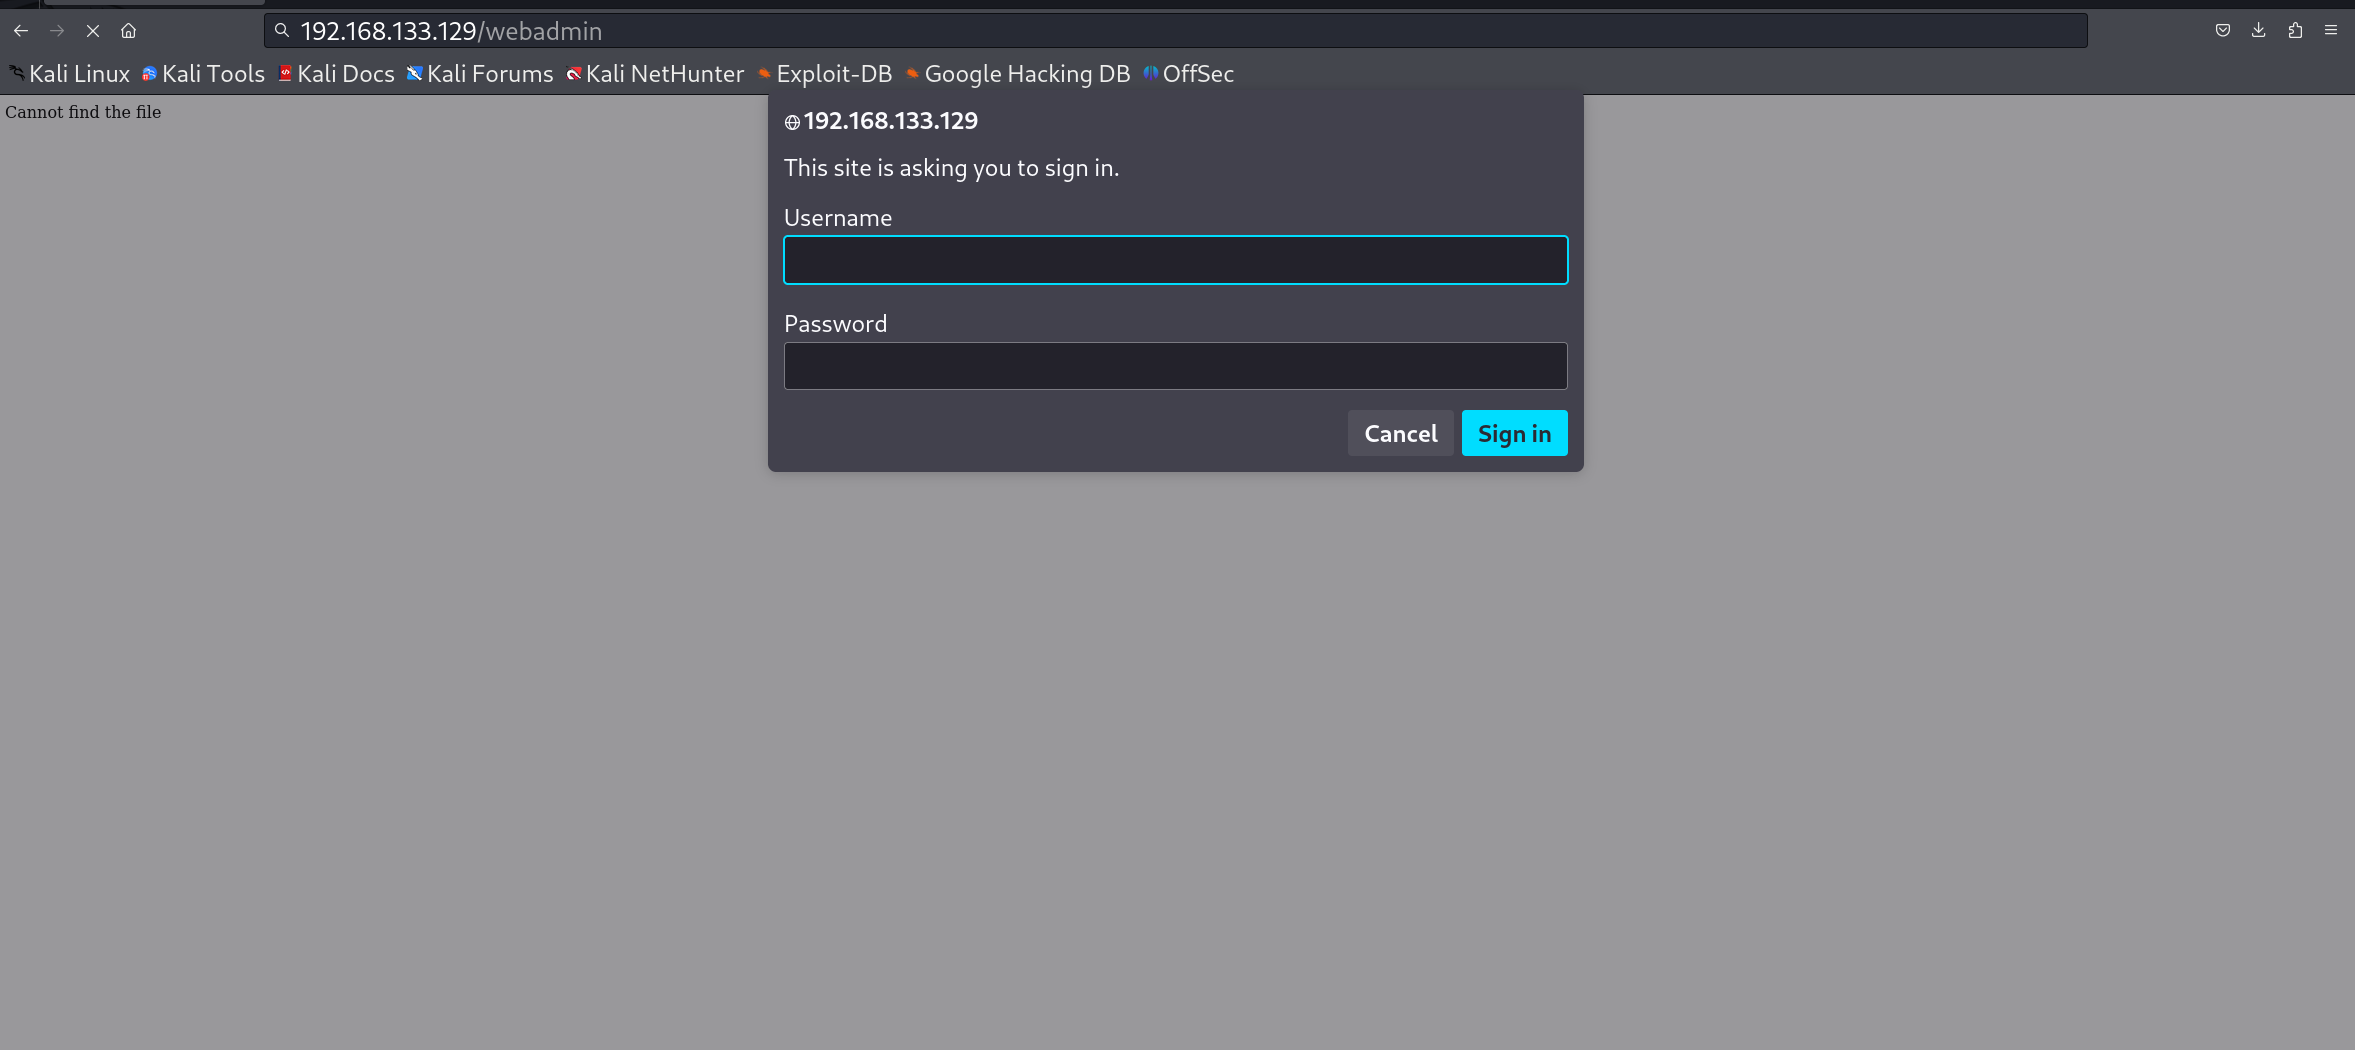 192.168.133.129/webadmin
Kali Linux Kali Tools Kali Docs Kali Forums Kali NetHunter Exploit-DB Google Hacking DB OffSec
Cannot find the file
192.168.133.129
This site is asking you to sign in.
Username
Password
Cancel Sign in